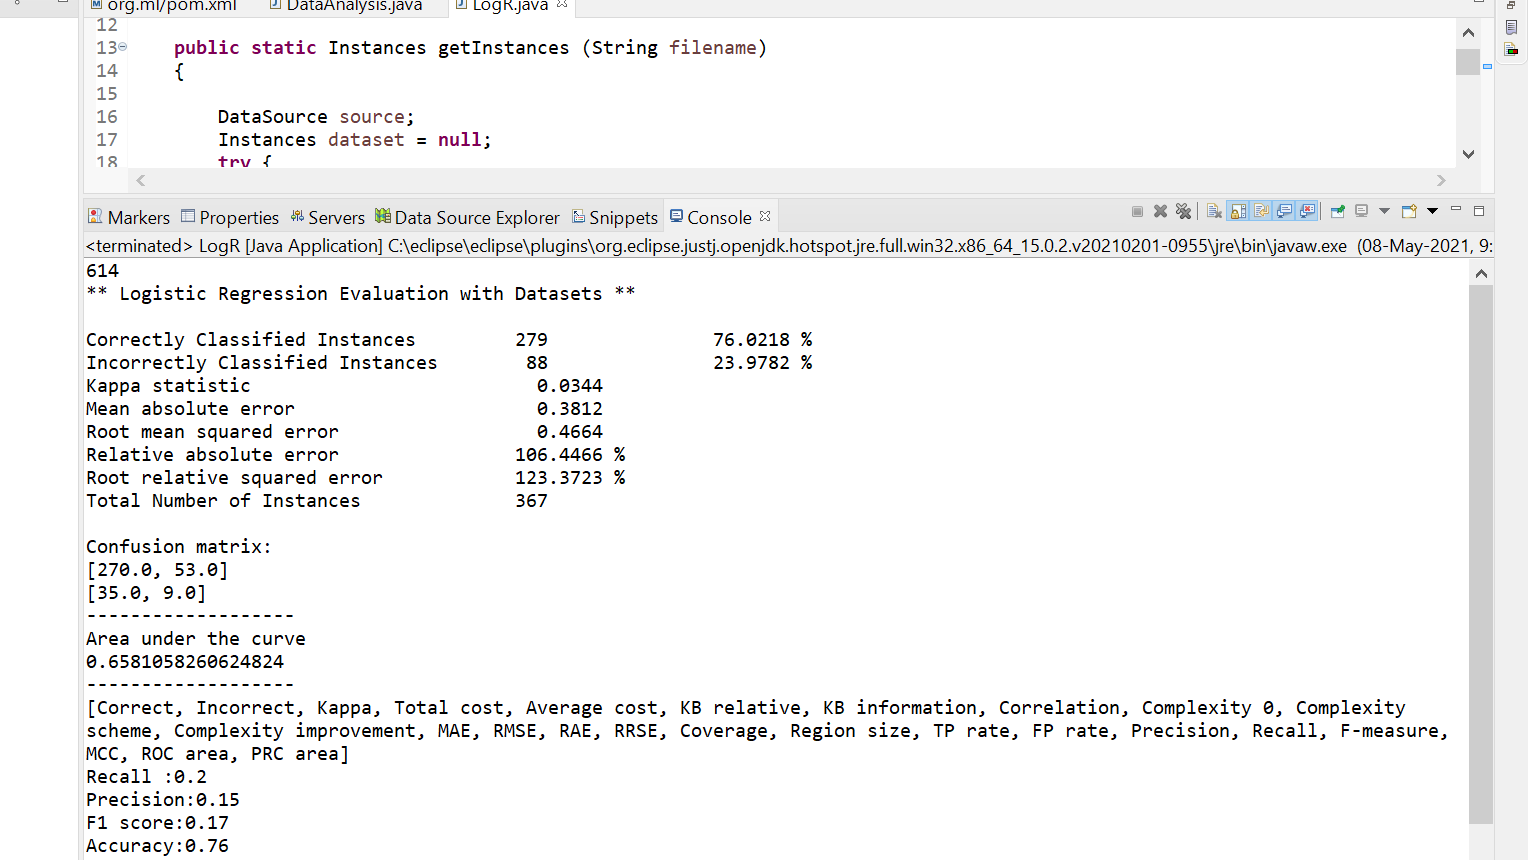 org.ml/pom.xml DataAnalysis.java LogR.java
12
13 public static Instances getInstances (String filename)
14 {
15
16 DataSource source;
17 Instances dataset = null;
18 try {
Markers Properties Servers Data Source Explorer Snippets Console
<terminated> LogR [Java Application] C:\eclipse\eclipse\plugins\org.eclipse.justj.openjdk.hotspot.jre.full.win32.x86_64_15.0.2.v20210201-0955\jre\bin\javaw.exe (08-May-2021, 9:
614
** Logistic Regression Evaluation with Datasets **
Correctly Classified Instances 279 76.0218 %
Incorrectly Classified Instances 88 23.9782 %
Kappa statistic 0.0344
Mean absolute error 0.3812
Root mean squared error 0.4664
Relative absolute error 106.4466 %
Root relative squared error 123.3723 %
Total Number of Instances 367
Confusion matrix:
[270.0, 53.0]
[35.0, 9.0]
-------------------
Area under the curve
0.6581058260624824
-------------------
[Correct, Incorrect, Kappa, Total cost, Average cost, KB relative, KB information, Correlation, Complexity 0, Complexity
scheme, Complexity improvement, MAE, RMSE, RAE, RRSE, Coverage, Region size, TP rate, FP rate, Precision, Recall, F-measure,
MCC, ROC area, PRC area]
Recall :0.2
Precision:0.15
F1 score:0.17
Accuracy:0.76